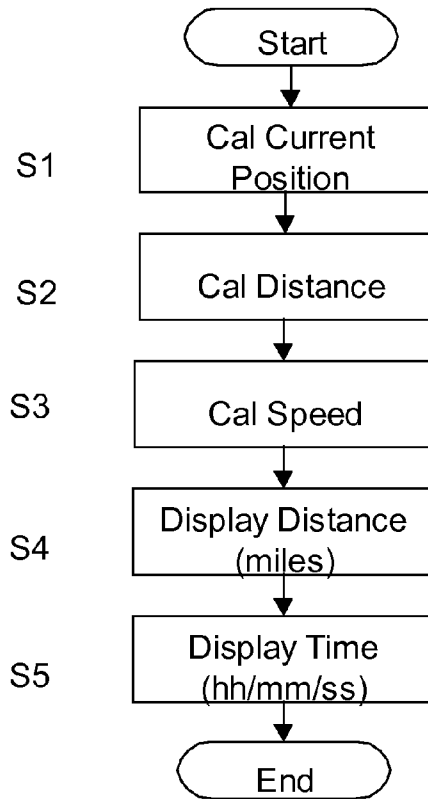 Start
S1
Cal Current
Position
S2
Cal Distance
S3
Cal Speed
S4
Display Distance
(miles)
S5
Display Time
(hh/mm/ss)
End